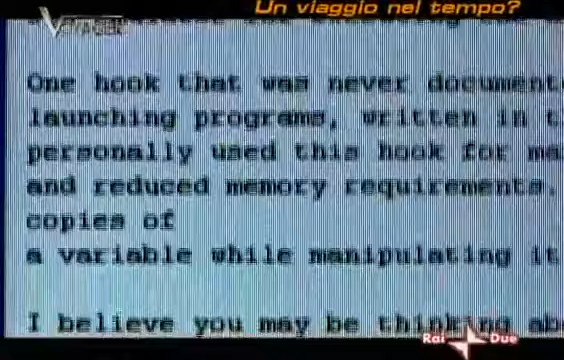 Un viaggio nel tempo?
VOYAGER
One hook that was never documente
launching programs, written in t
personally used this hook for ma
and reduced memory requirements.
copies of
a variable while manipulating it
I believe you may be thinking ab
Rai Due